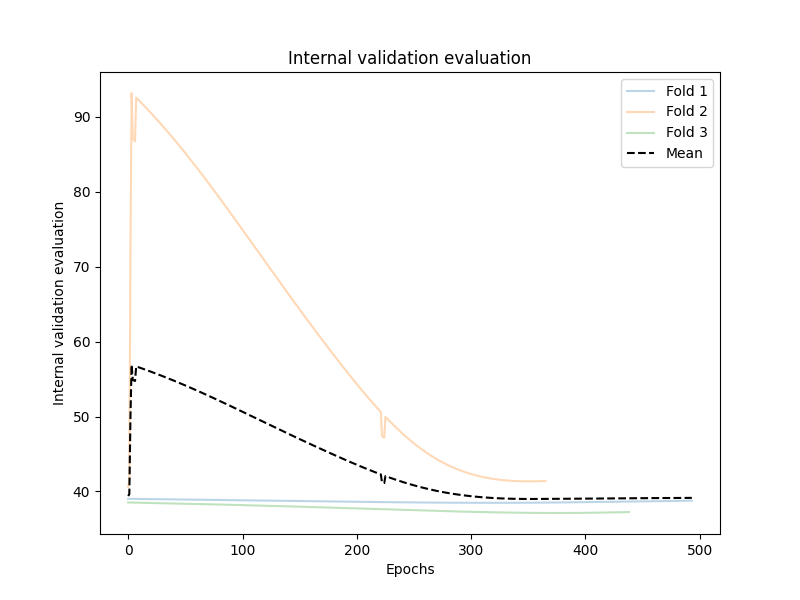 Internal validation evaluation
Fold 1
Fold 2
Fold 3
Mean
Internal validation evaluation
90
80
70
60
50
40
0 100 200 300 400 500
Epochs